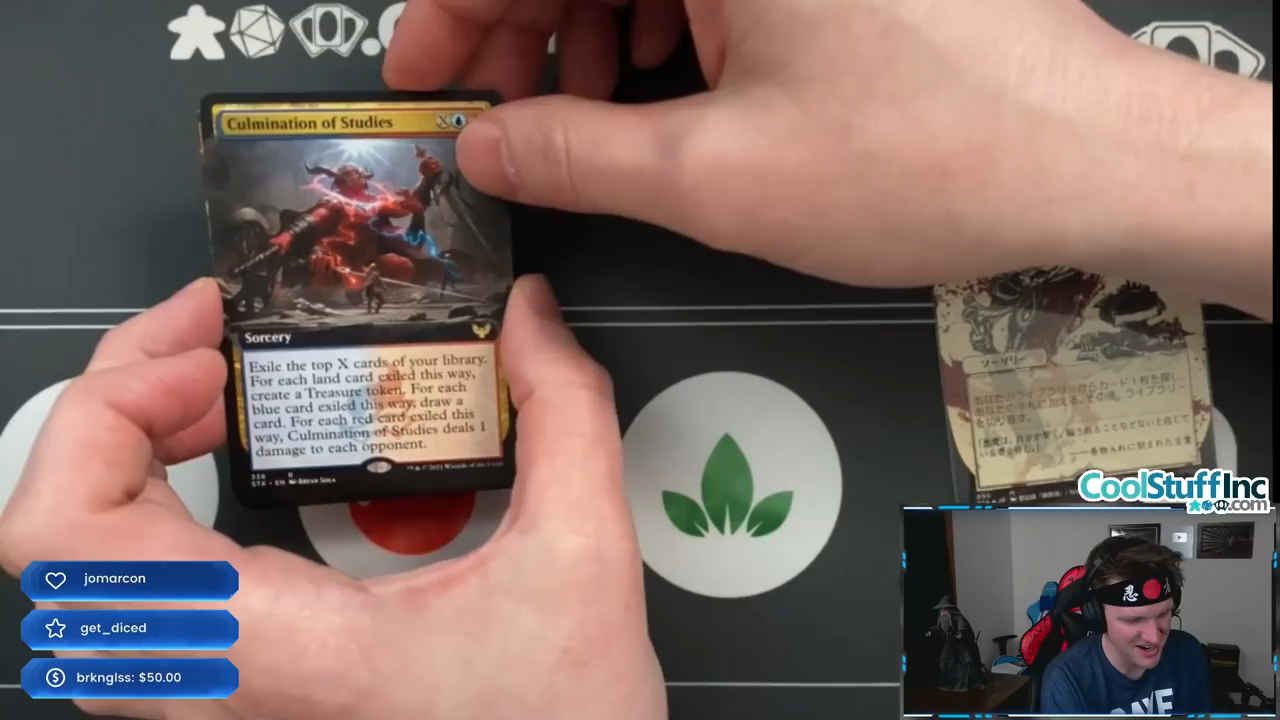 Culmination of Studies
X
Sorcery
Exile the top X cards of your library.
For each land card exiled this way,
create a Treasure token. For each
blue card exiled this way, draw a
card. For each red card exiled this
way, Culmination of Studies deals 1
damage to each opponent.
ソーサリー
CoolStuffInc
.com
忍
jomarcon
get_diced
brknglss: $50.00